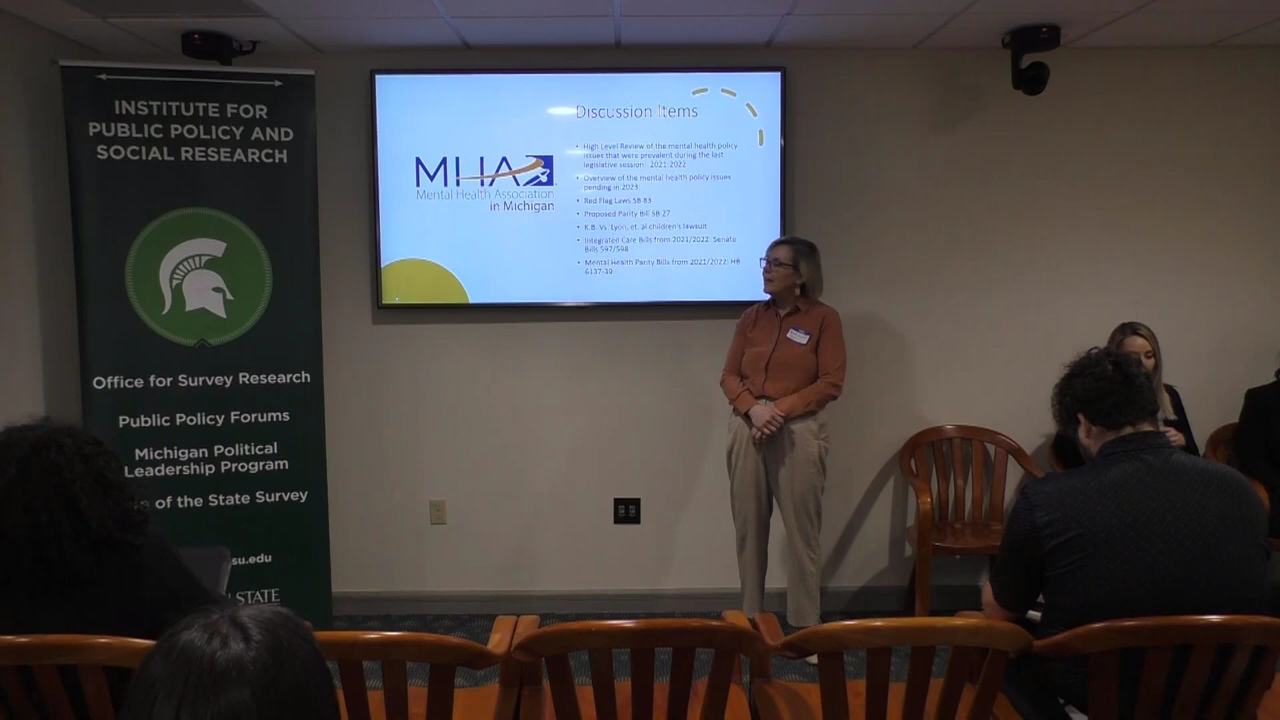 INSTITUTE FOR
PUBLIC POLICY AND
SOCIAL RESEARCH
Office for Survey Research
Public Policy Forums
Michigan Political
Leadership Program
of the State Survey
su.edu
STATE
MHA
Mental Health Association
in Michigan
Discussion Items
• High Level Review of the mental health policy
issues that were prevalent during the last
legislative session 2021-2022
• Overview of the mental health policy issues
pending in 2023
• Red Flag Laws SB 83
• Proposed Parity Bill SB 27
• K.B. Vs. Lyon, et. al children's lawsuit
• Integrated Care Bills from 2021/2022: Senate
Bills 597/598
• Mental Health Parity Bills from 2021/2022: HB
6137-39